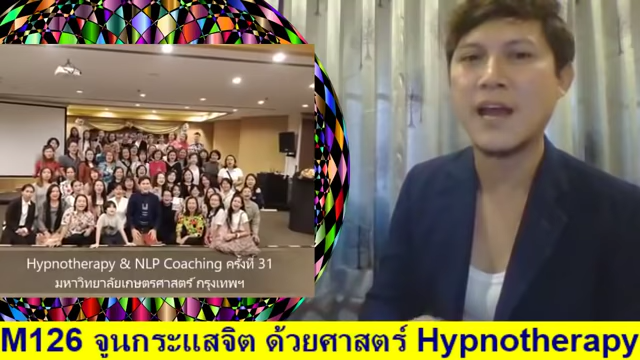 Hypnotherapy & NLP Coaching ครั้งที่ 31
มหาวิทยาลัยเกษตรศาสตร์ กรุงเทพฯ
M126 จูนกระแสจิต ด้วยศาสตร์ Hypnotherapy